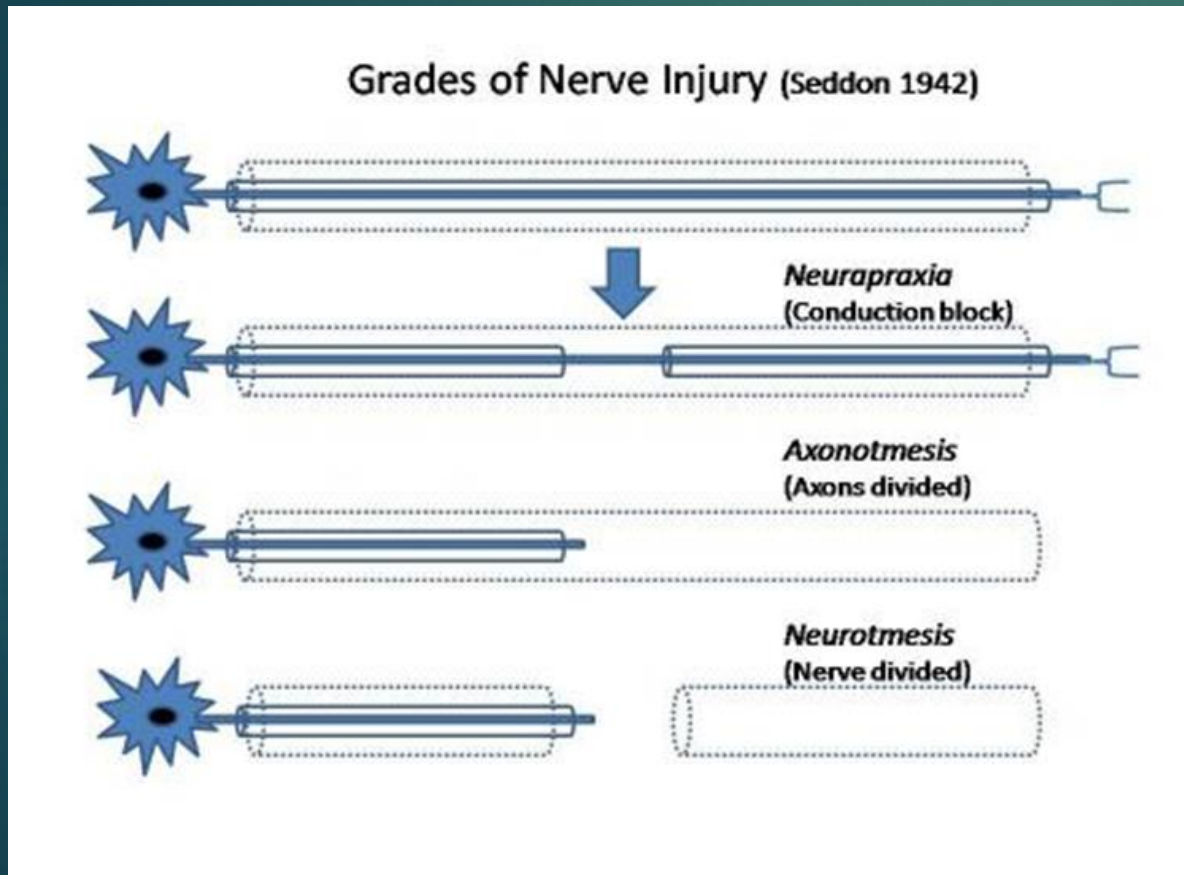 Grades of Nerve Injury (Seddon 1942)
Neurapraxia
(Conduction block)
Axonotmesis
(Axons divided)
Neurotmesis
(Nerve divided)